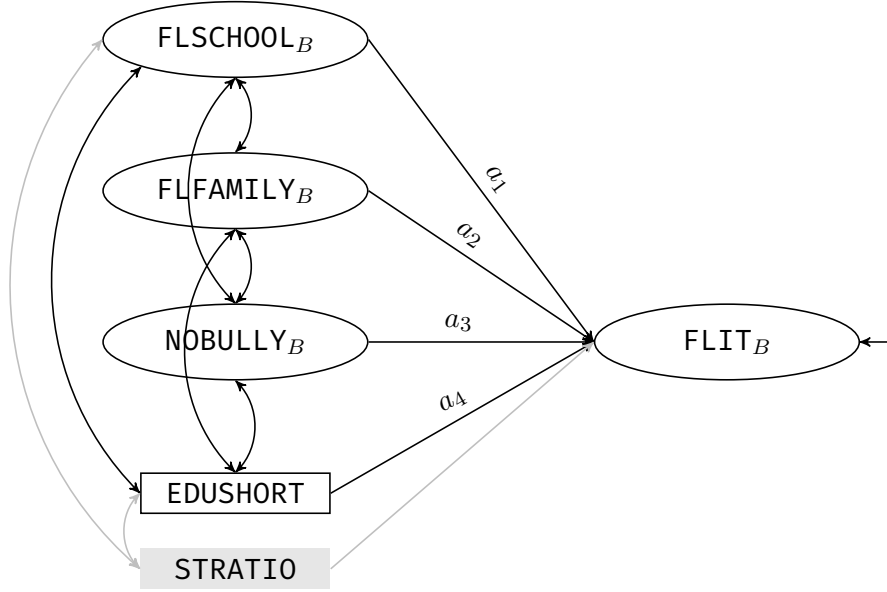 FLSCHOOL_B
a_1
FLFAMILY_B
a_2
NOBULLY_B
a_3
FLIT_B
a_4
EDUSHORT
STRATIO